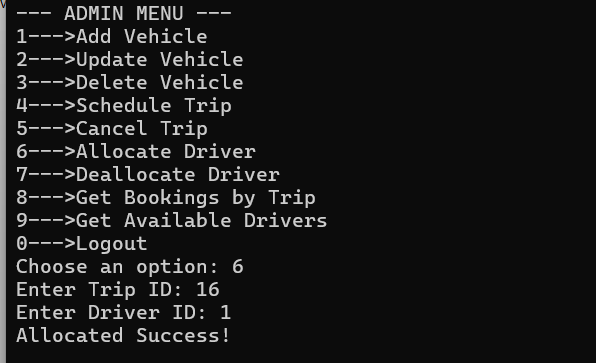 --- ADMIN MENU ---
1--->Add Vehicle
2--->Update Vehicle
3--->Delete Vehicle
4--->Schedule Trip
5--->Cancel Trip
6--->Allocate Driver
7--->Deallocate Driver
8--->Get Bookings by Trip
9--->Get Available Drivers
0--->Logout
Choose an option: 6
Enter Trip ID: 16
Enter Driver ID: 1
Allocated Success!